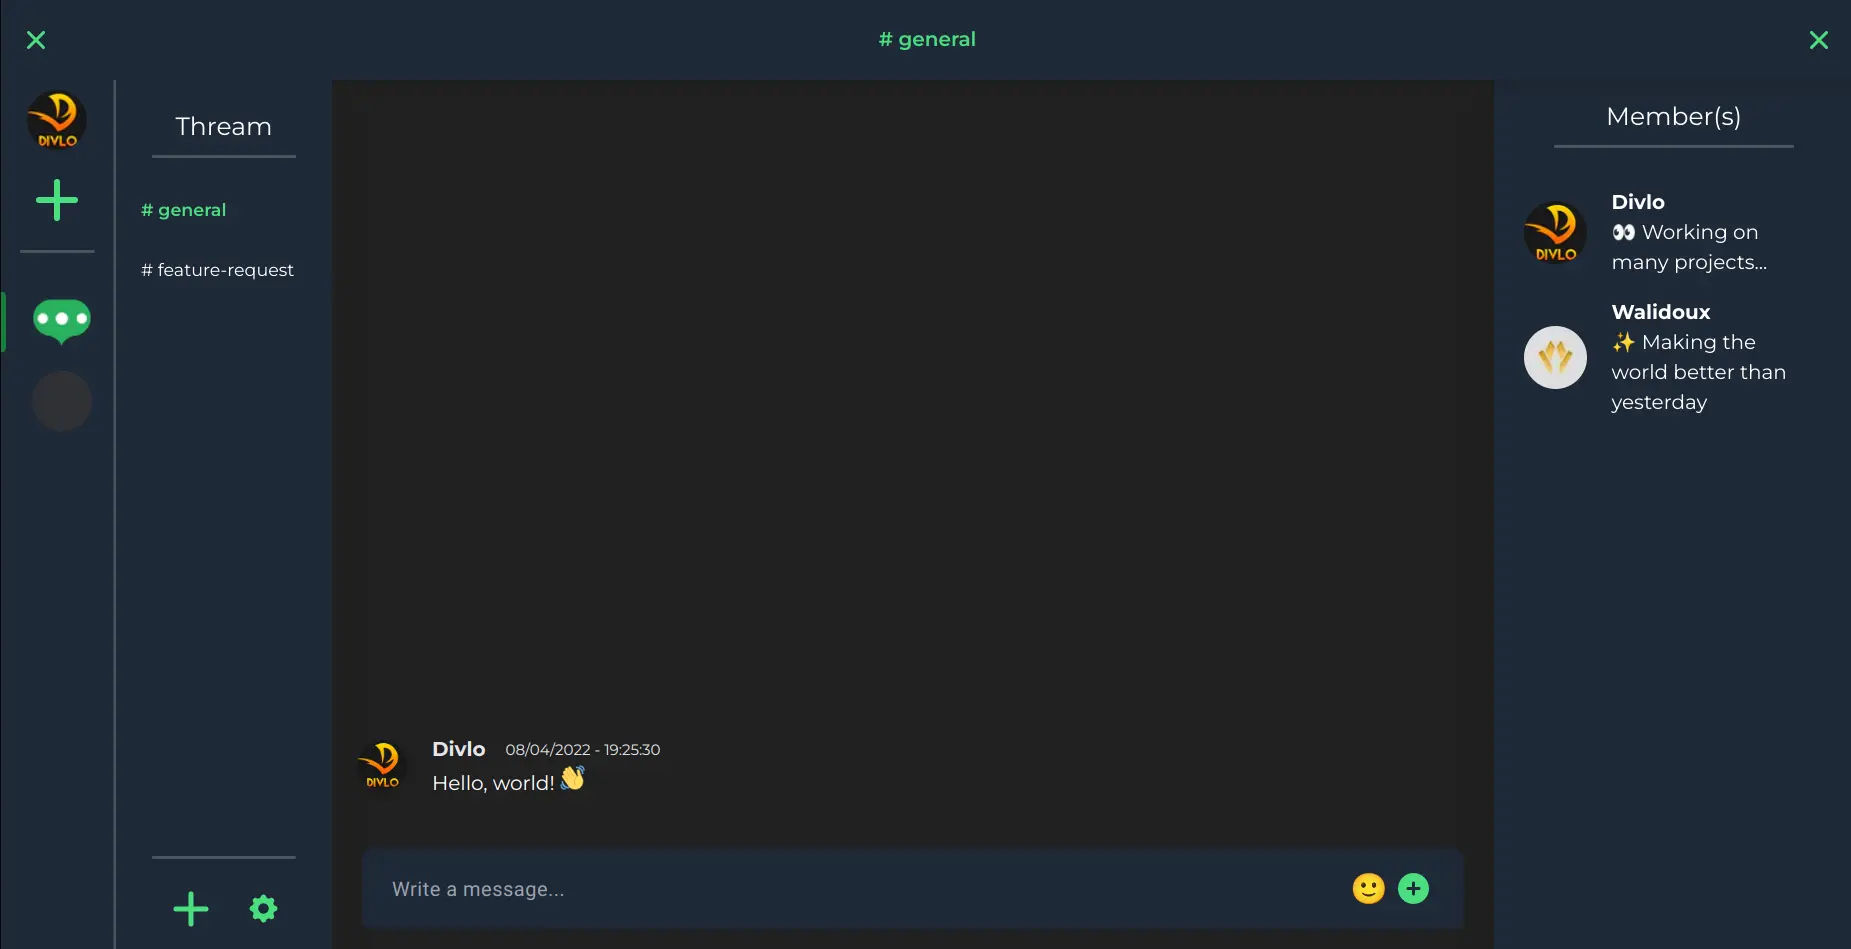 # general
DIVLO
Thream
# general
# feature-request
Divlo 08/04/2022 - 19:25:30
DIVLO
Hello, world! 👋
Write a message...
Member(s)
Divlo
👀 Working on
DIVLO
many projects...
Walidoux
✨ Making the
world better than
yesterday